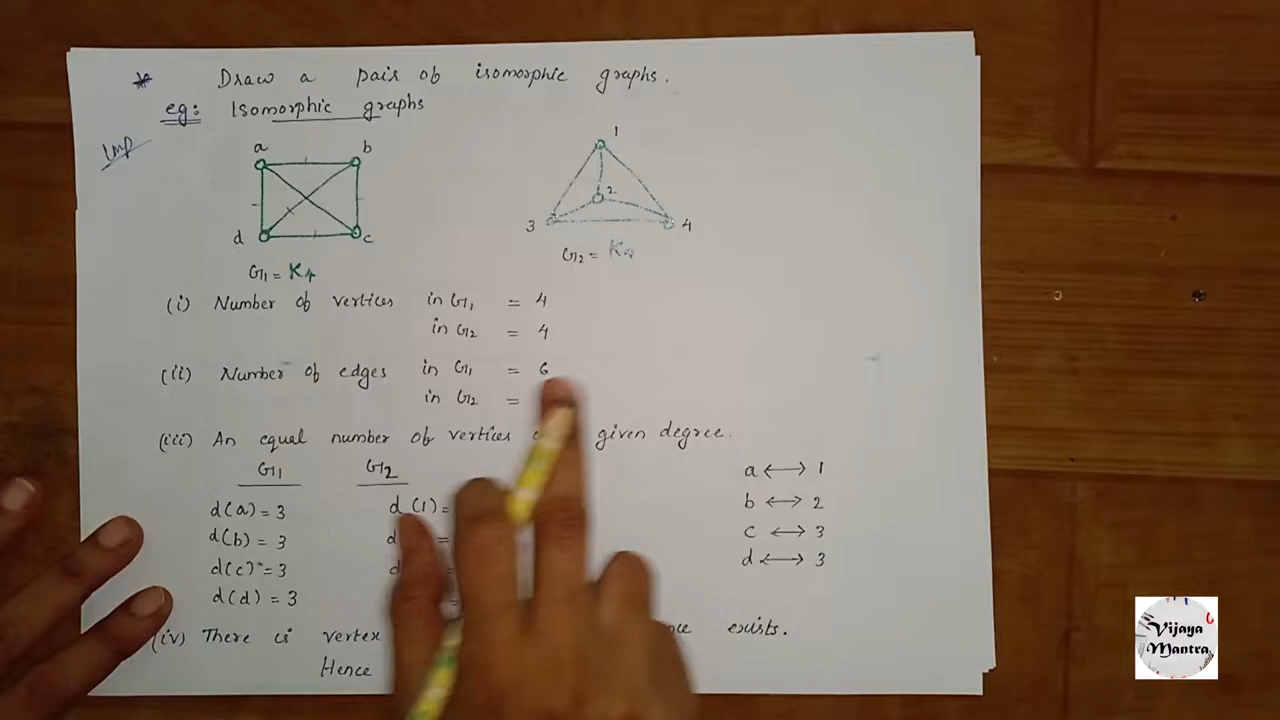 * Draw a pair of isomorphic graphs.
eg: Isomorphic graphs
Imp
a b
d c
1
2
3 4
G1 = K4
G2 = K4
(i) Number of vertices in G1 = 4
in G2 = 4
(ii) Number of edges in G1 = 6
in G2 =
(iii) An equal number of vertices given degree.
G1 G2
d(a) = 3 d(1) =
d(b) = 3 =
d(c) = 3 d =
d(d) = 3 =
a ⟷ 1
b ⟷ 2
c ⟷ 3
d ⟷ 3
(iv) There is vertex exists.
Hence
Vijaya
Mantra